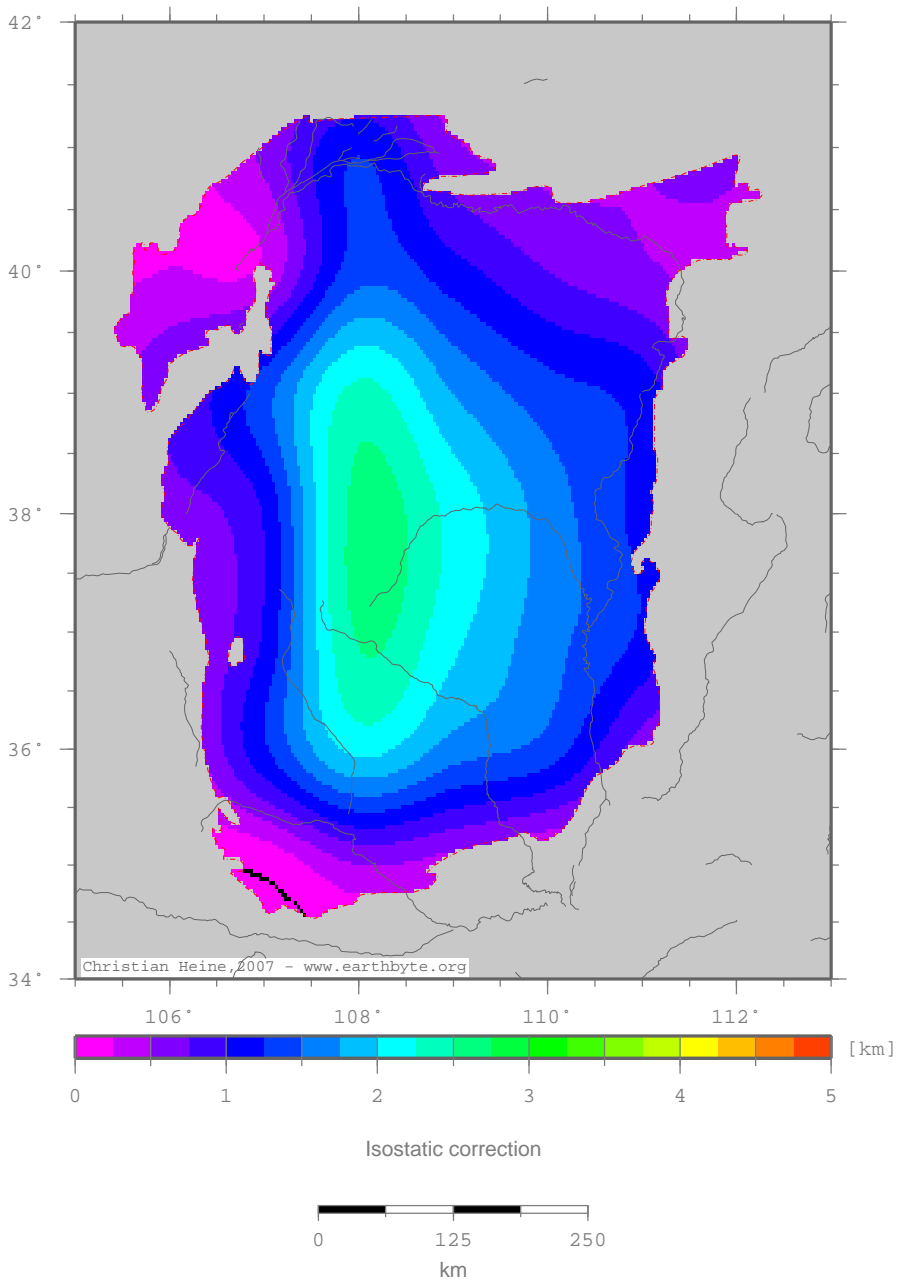 42°
40°
38°
36°
34°
Christian Heine,2007 - www.earthbyte.org
106° 108° 110° 112°
[km]
0 1 2 3 4 5
Isostatic correction
0 125 250
km